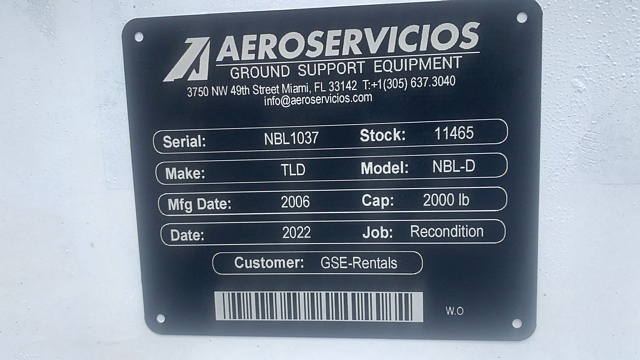 AEROSERVICIOS
GROUND SUPPORT EQUIPMENT
3750 NW 49th Street Miami, FL 33142 T:+1(305) 637.3040
info@aeroservicios.com
Serial: NBL1037 Stock: 11465
Make: TLD Model: NBL-D
Mfg Date: 2006 Cap: 2000 lb
Date: 2022 Job: Recondition
Customer: GSE-Rentals
W.O